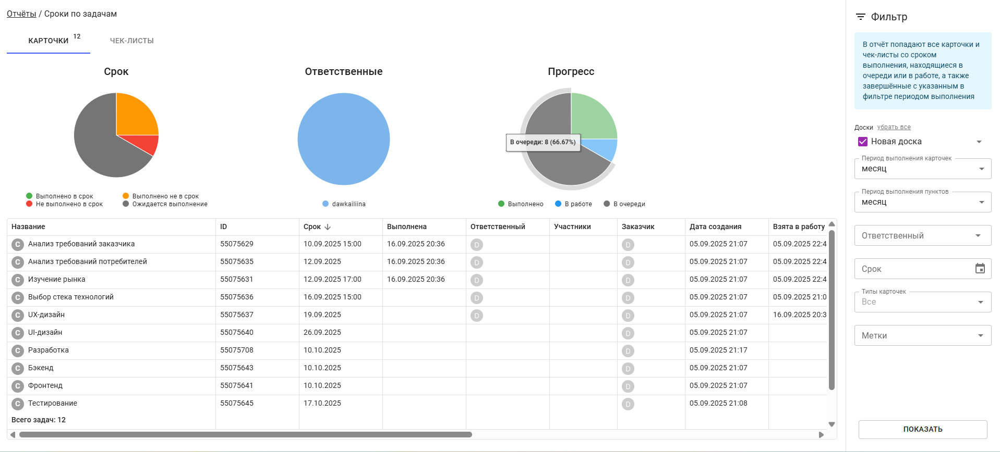 Отчёты / Сроки по задачам
КАРТОЧКИ 12 ЧЕК-ЛИСТЫ
Срок
Выполнено в срок Выполнено не в срок
Не выполнено в срок Ожидается выполнение
Ответственные
dawkailiina
Прогресс
В очереди: 8 (66.67%)
Выполнено В работе В очереди
Название ID Срок Выполнена Ответственный Участники Заказчик Дата создания Взята в работу
C Анализ требований заказчика 55075629 10.09.2025 15:00 16.09.2025 20:36 D D 05.09.2025 21:07 05.09.2025 22:4
C Анализ требований потребителей 55075635 12.09.2025 16.09.2025 20:36 D D 05.09.2025 21:07 05.09.2025 22:4
C Изучение рынка 55075631 12.09.2025 17:00 16.09.2025 20:36 D D 05.09.2025 21:07 05.09.2025 22:4
C Выбор стека технологий 55075636 16.09.2025 15:00 D D 05.09.2025 21:07 05.09.2025 21:0
C UX-дизайн 55075637 19.09.2025 D D 05.09.2025 21:07 16.09.2025 20:3
C UI-дизайн 55075640 26.09.2025 D 05.09.2025 21:07
C Разработка 55075708 10.10.2025 D 05.09.2025 21:17
C Бэкенд 55075643 10.10.2025 D 05.09.2025 21:07
C Фронтенд 55075641 10.10.2025 D 05.09.2025 21:07
C Тестирование 55075645 17.10.2025 D 05.09.2025 21:08
Всего задач: 12
Фильтр
В отчёт попадают все карточки и
чек-листы со сроком
выполнения, находящиеся в
очереди или в работе, а также
завершённые с указанным в
фильтре периодом выполнения
Доски убрать все
Новая доска
Период выполнения карточек
месяц
Период выполнения пунктов
месяц
Ответственный
Срок
Типы карточек
Все
Метки
ПОКАЗАТЬ